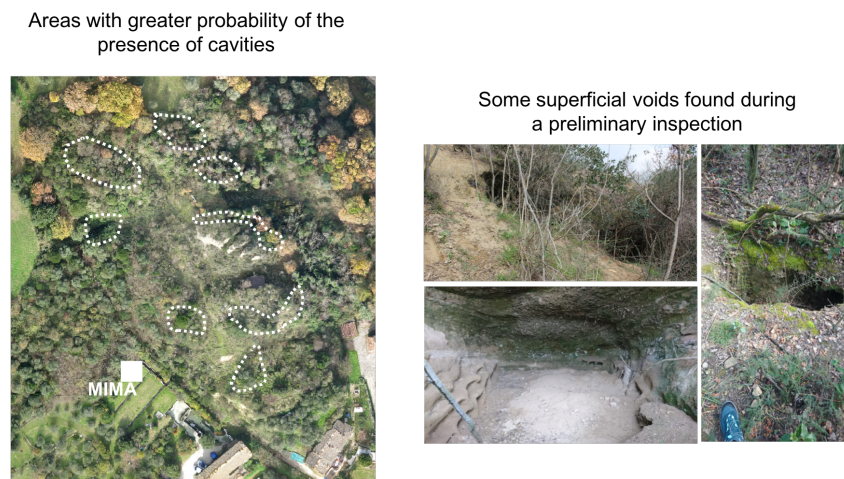 Areas with greater probability of the
presence of cavities
Some superficial voids found during
a preliminary inspection
MIMA